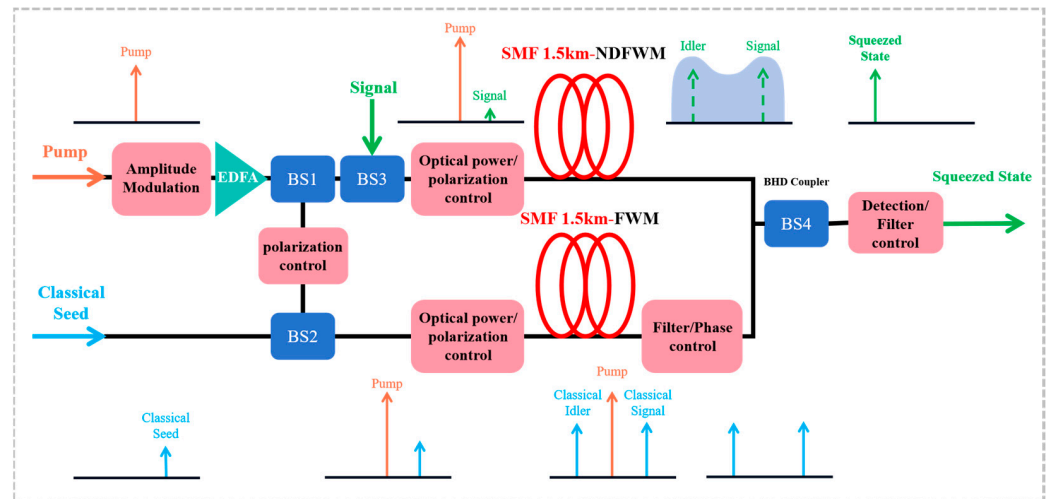 Pump
Signal
Pump
Signal
SMF 1.5km-NDFWM
Idler
Signal
Squeezed
State
Pump
Amplitude
Modulation
EDFA
BS1
BS3
Optical power/
polarization
control
BHD Coupler
BS4
Detection/
Filter
control
Squeezed State
polarization
control
SMF 1.5km-FWM
Classical
Seed
BS2
Optical power/
polarization
control
Filter/Phase
control
Classical
Seed
Pump
Classical
Idler
Pump
Classical
Signal